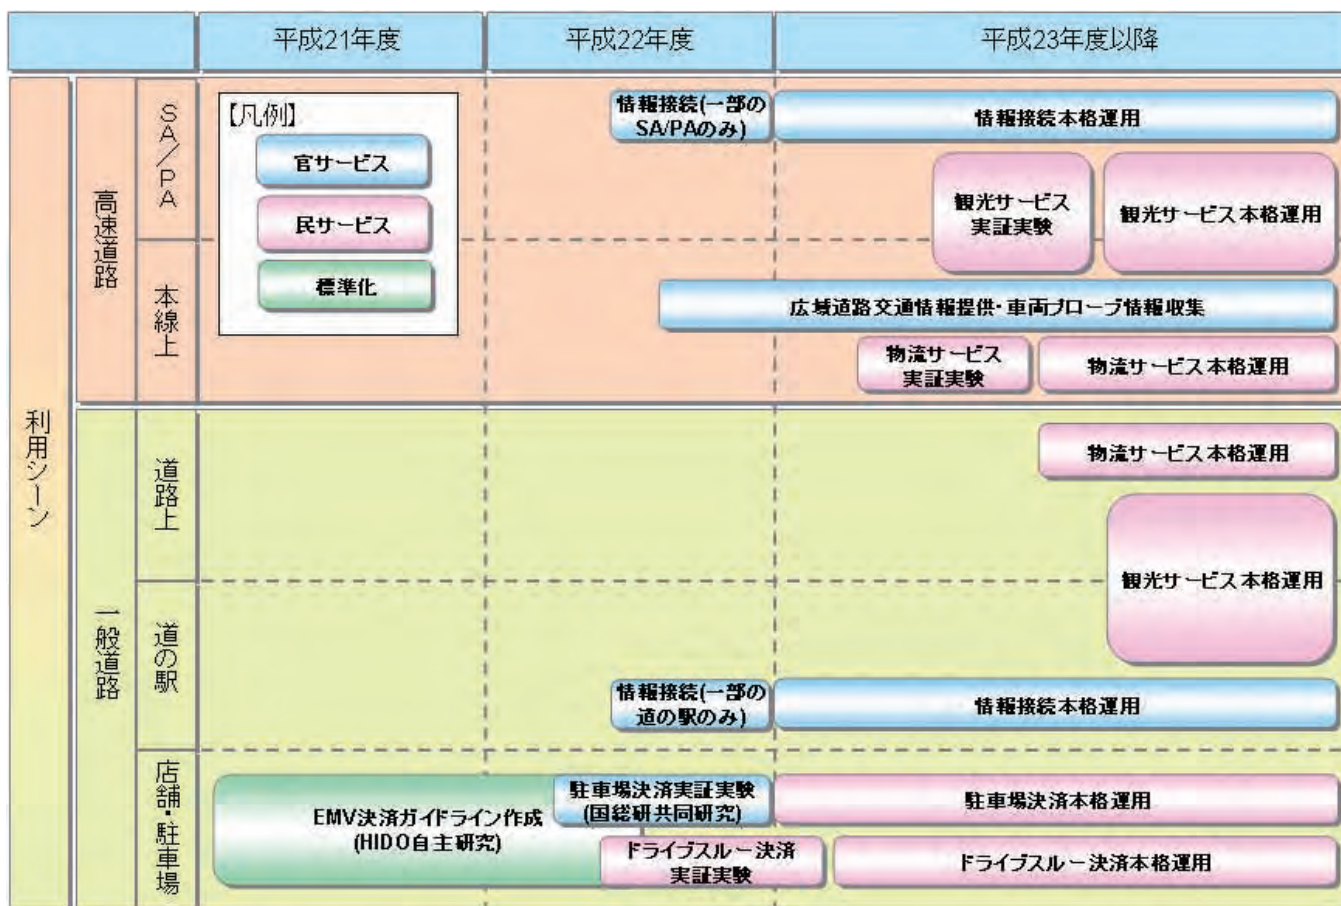 平成21年度
平成22年度
平成23年度以降
利用シーン
高速道路
SA/PA
【凡例】
官サービス
民サービス
標準化
情報接続(一部の
SA/PAのみ)
情報接続本格運用
観光サービス
実証実験
観光サービス本格運用
本線上
広域道路交通情報提供・車両プローブ情報収集
物流サービス
実証実験
物流サービス本格運用
一般道路
道路上
物流サービス本格運用
観光サービス本格運用
道の駅
情報接続(一部の
道の駅のみ)
情報接続本格運用
店舗・駐車場
EMV決済ガイドライン作成
(HIDO自主研究)
駐車場決済実証実験
(国総研共同研究)
駐車場決済本格運用
ドライブスルー決済
実証実験
ドライブスルー決済本格運用